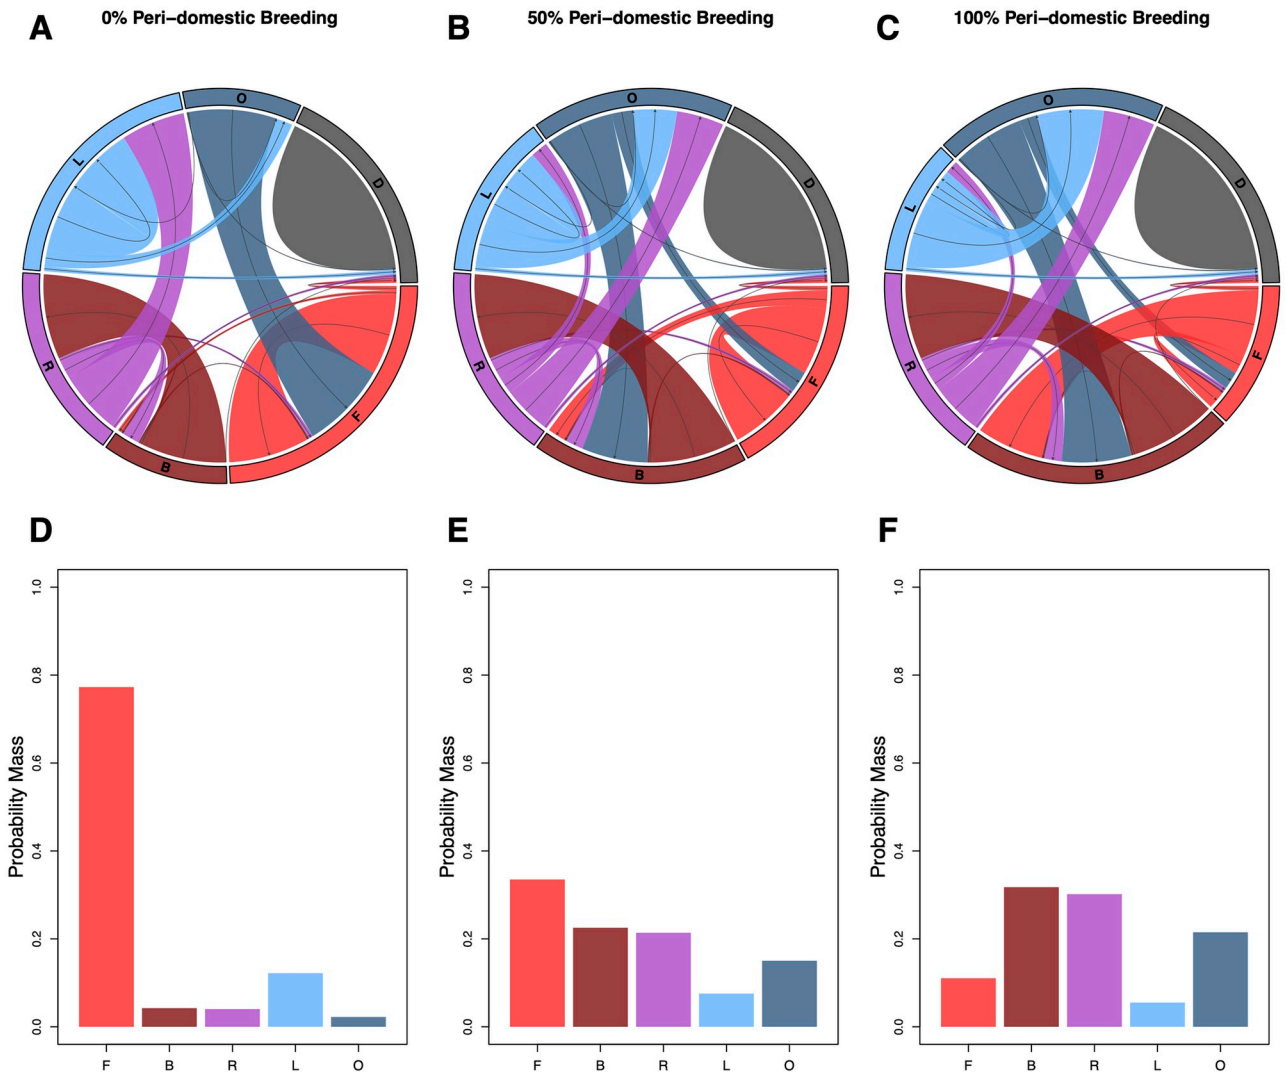 A
0% Peri-domestic Breeding
B
50% Peri-domestic Breeding
C
100% Peri-domestic Breeding
O
L
D
R
F
B
O
L
D
R
F
B
O
L
D
R
F
B
D
E
F
Probability Mass
1.0
0.8
0.6
0.4
0.2
0.0
F B R L O
Probability Mass
1.0
0.8
0.6
0.4
0.2
0.0
F B R L O
Probability Mass
1.0
0.8
0.6
0.4
0.2
0.0
F B R L O